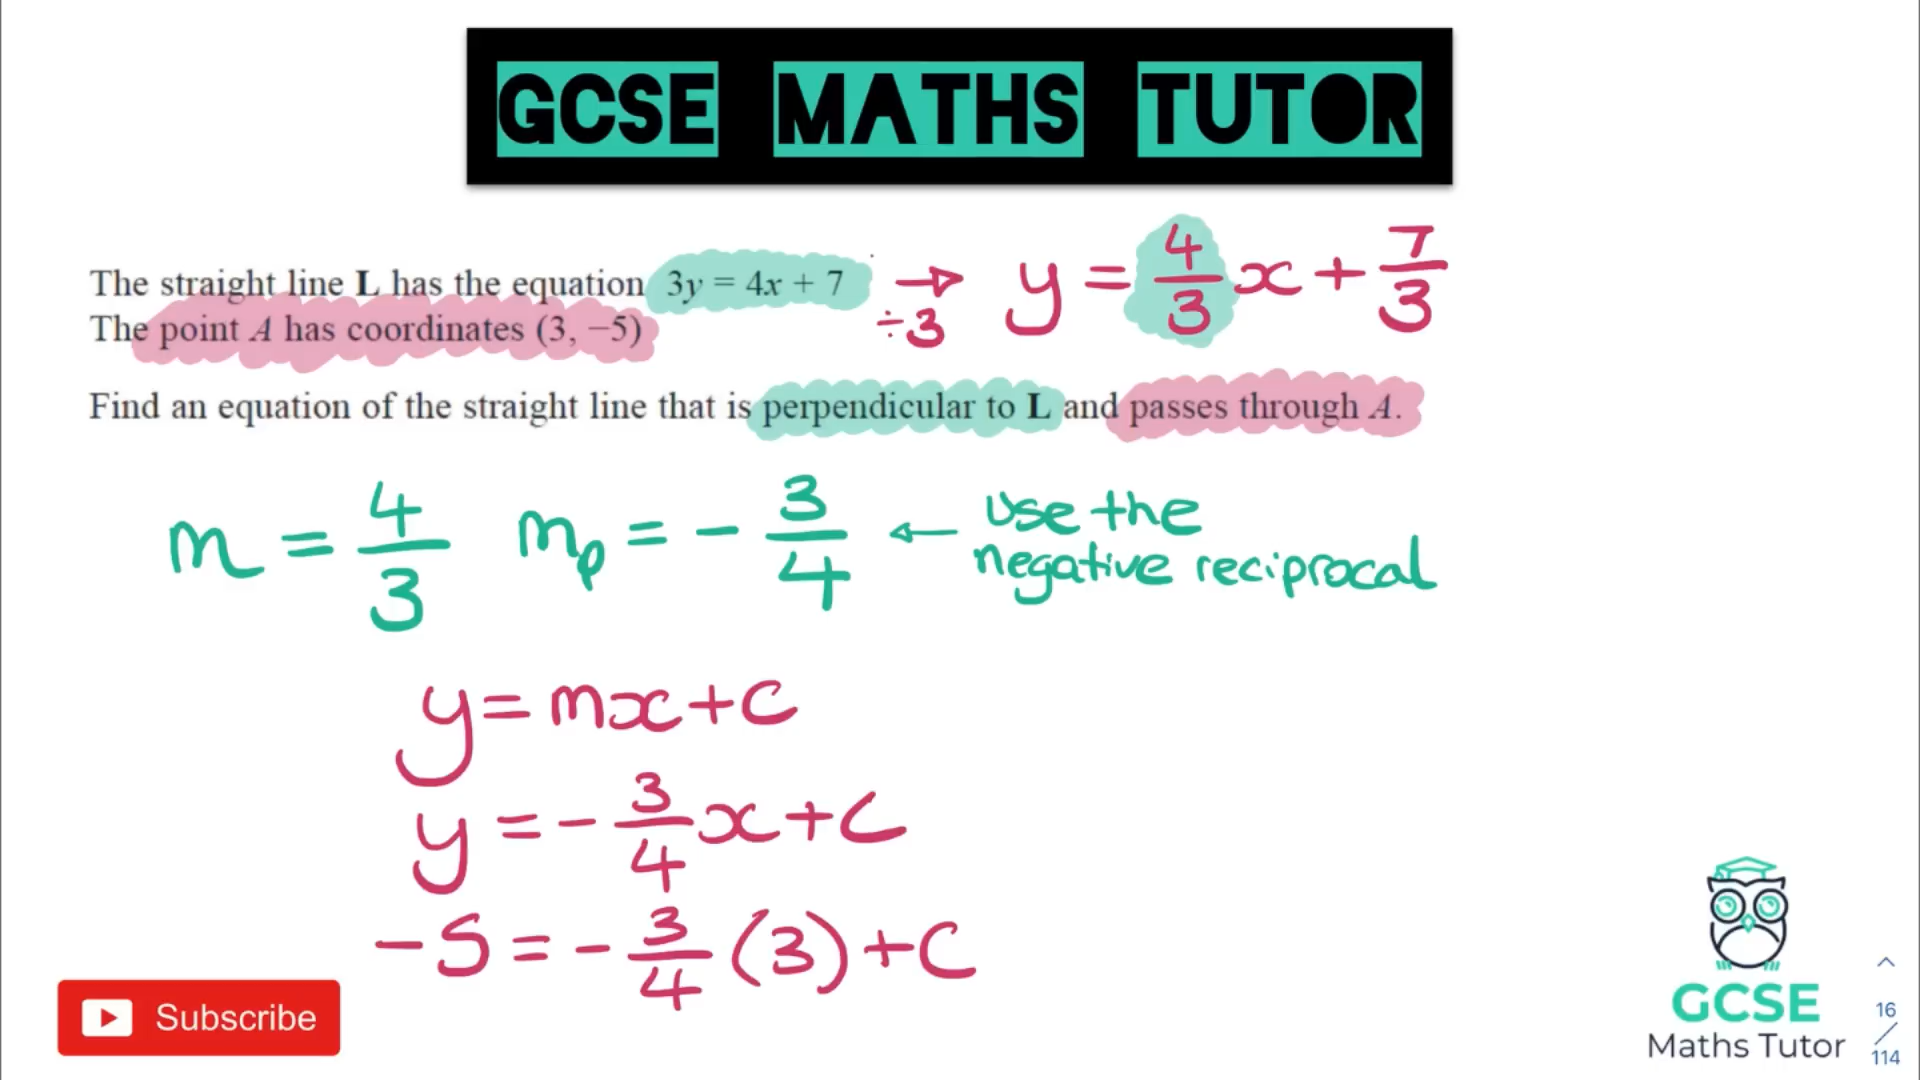 GCSE MATHS TUTOR
The straight line L has the equation 3y = 4x + 7
→ y = 4/3 x + 7/3
÷3
The point A has coordinates (3, −5)
Find an equation of the straight line that is perpendicular to L and passes through A.
m = 4/3 mp = - 3/4 ← use the
negative reciprocal
y = mx + c
y = - 3/4 x + c
-5 = - 3/4 (3) + c
Subscribe
GCSE
Maths Tutor
16
/
114